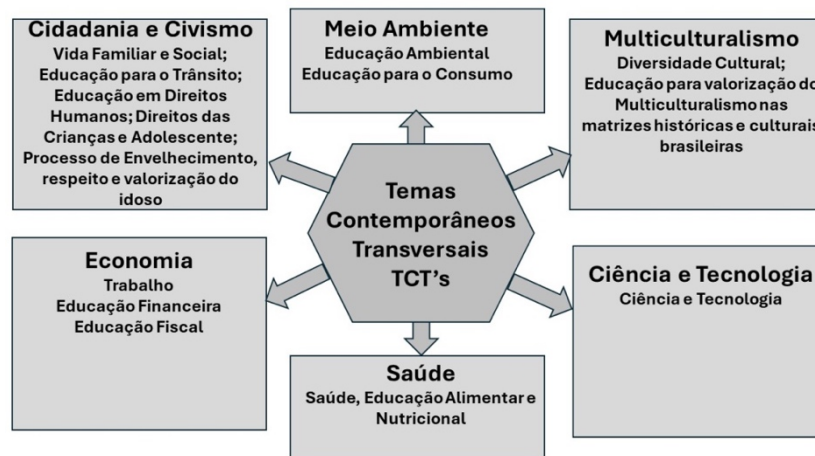 Cidadania e Civismo
Vida Familiar e Social;
Educação para o Trânsito;
Educação em Direitos
Humanos; Direitos das
Crianças e Adolescente;
Processo de Envelhecimento,
respeito e valorização do
idoso
Meio Ambiente
Educação Ambiental
Educação para o Consumo
Multiculturalismo
Diversidade Cultural;
Educação para valorização do
Multiculturalismo nas
matrizes históricas e culturais
brasileiras
Temas
Contemporâneos
Transversais
TCT’s
Economia
Trabalho
Educação Financeira
Educação Fiscal
Ciência e Tecnologia
Ciência e Tecnologia
Saúde
Saúde, Educação Alimentar e
Nutricional